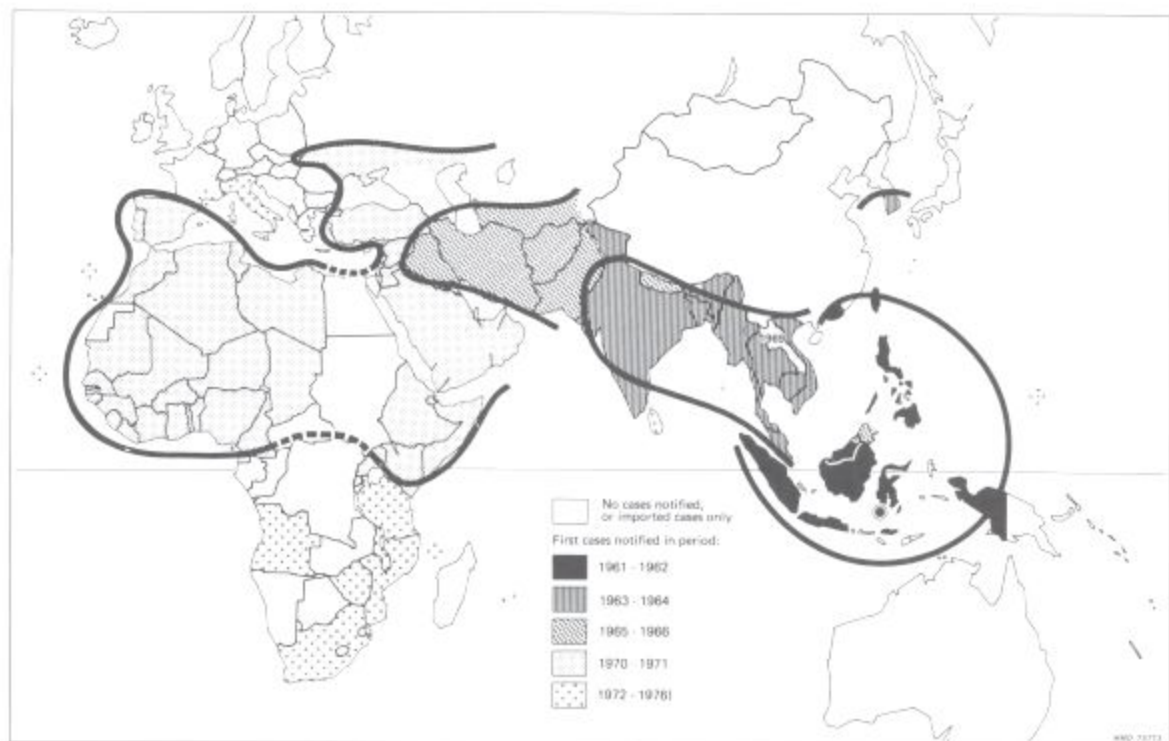 1969
No cases notified,
or imported cases only
First cases notified in period:
1961 - 1962
1963 - 1964
1965 - 1966
1970 - 1971
1972 - 1976